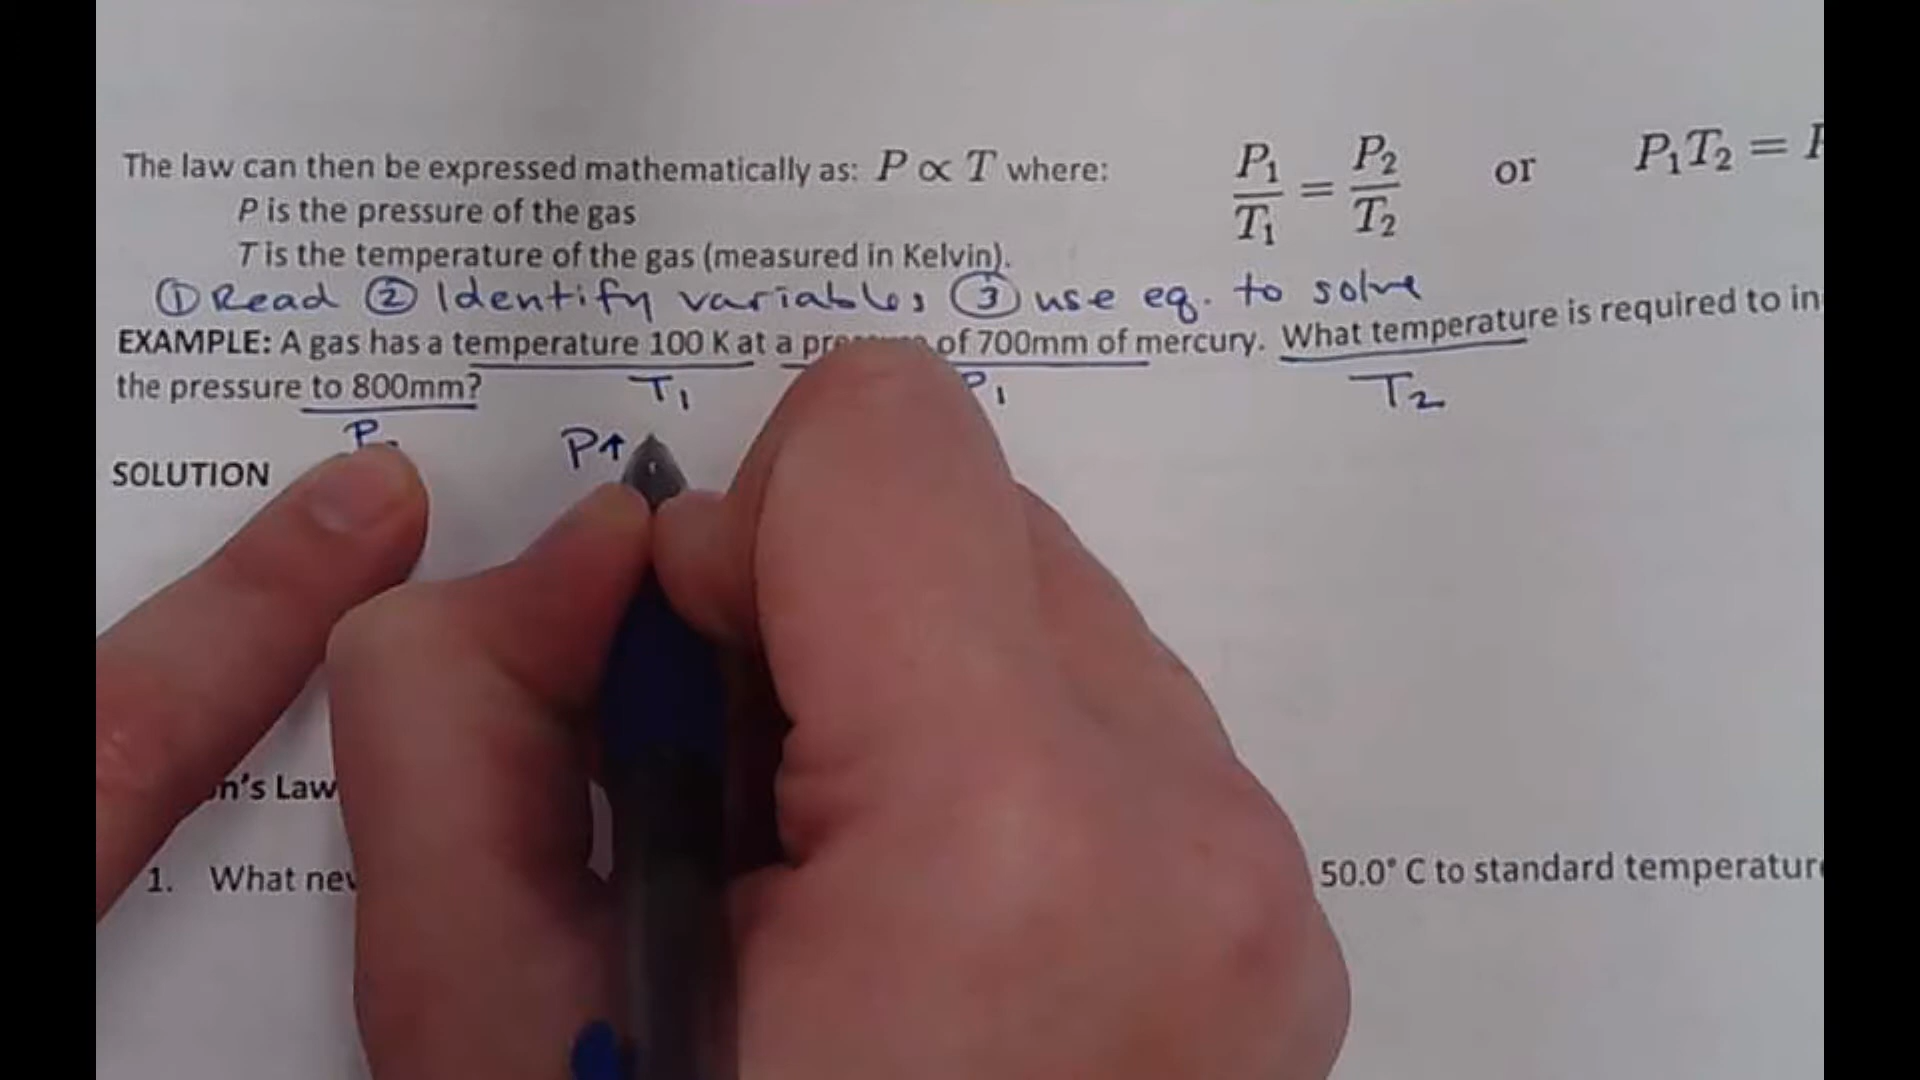 The law can then be expressed mathematically as: P ∝ T where: P₁/T₁ = P₂/T₂ or P₁T₂ =
P is the pressure of the gas
T is the temperature of the gas (measured in Kelvin).
① Read ② Identify variables ③ use eq. to solve
EXAMPLE: A gas has a temperature 100 K at a of 700mm of mercury. What temperature is required to in
the pressure to 800mm?
T₁ P₁ T₂
P P↑
SOLUTION
n's Law
1. What 50.0° C to standard